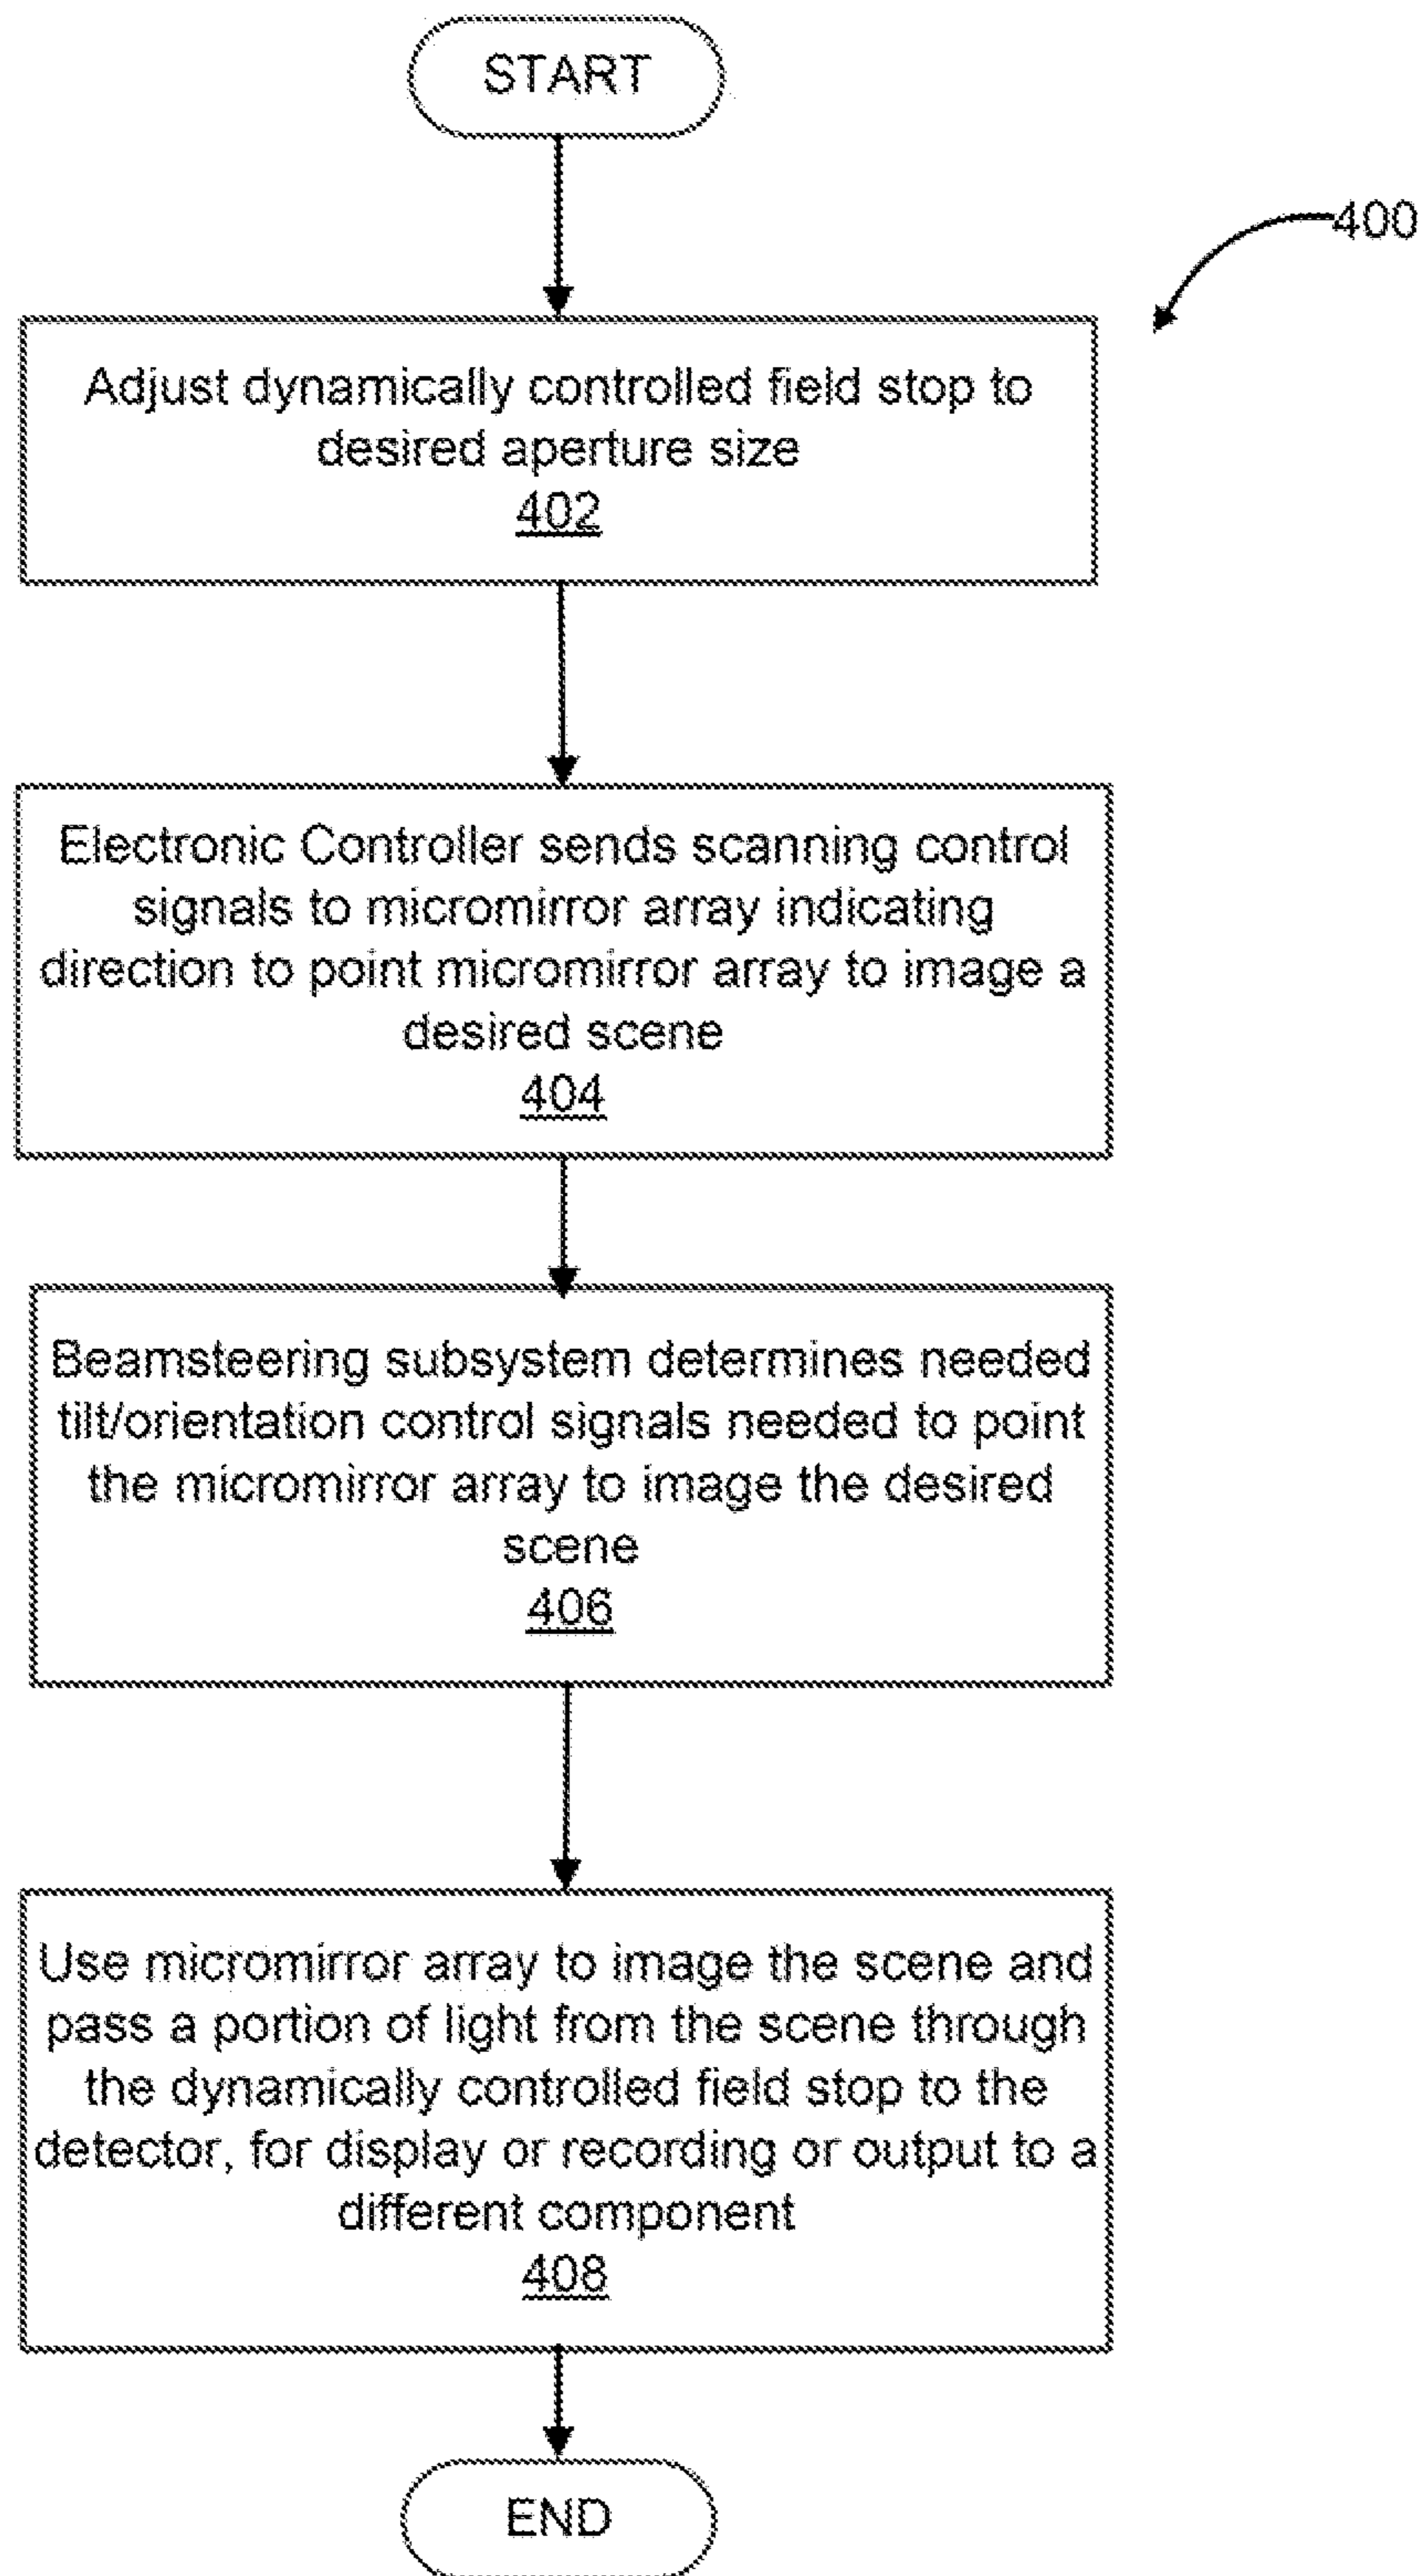 START
400
Adjust dynamically controlled field stop to
desired aperture size
402
Electronic Controller sends scanning control
signals to micromirror array indicating
direction to point micromirror array to image a
desired scene
404
Beamsteering subsystem determines needed
tilt/orientation control signals needed to point
the micromirror array to image the desired
scene
406
Use micromirror array to image the scene and
pass a portion of light from the scene through
the dynamically controlled field stop to the
detector, for display or recording or output to a
different component
408
END